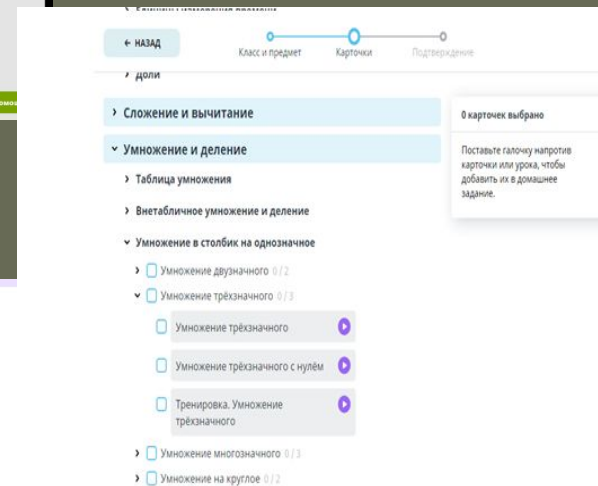 Единицы измерения времени
← НАЗАД
Класс и предмет
Карточки
Подтверждение
Доли
Сложение и вычитание
0 карточек выбрано
Умножение и деление
Поставьте галочку напротив
карточки или урока, чтобы
добавить их в домашнее
задание.
Таблица умножения
Внетабличное умножение и деление
Умножение в столбик на однозначное
Умножение двузначного 0 / 2
Умножение трёхзначного 0 / 3
Умножение трёхзначного
Умножение трёхзначного с нулём
Тренировка. Умножение
трёхзначного
Умножение многозначного 0 / 3
Умножение на круглое 0 / 2